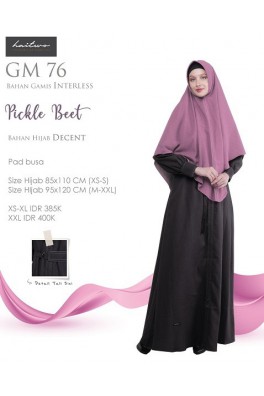 haitwo
GM 76
BAHAN GAMIS INTERLESS
Pickle Beet
BAHAN HIJAB DECENT
Pad busa
Size Hijab 85x110 CM (XS-S)
Size Hijab 95x120 CM (M-XXL)
XS-XL IDR 385K
XXL IDR 400K
Detail Tali